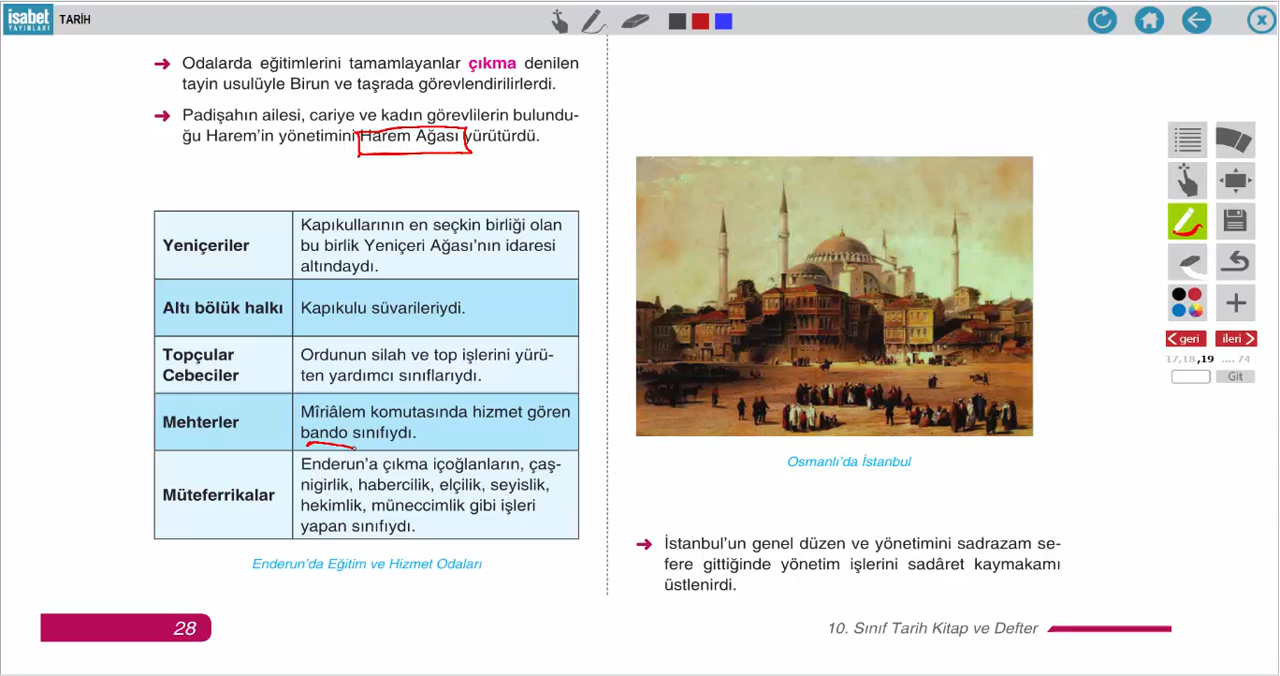 isabet
YAYINLARI
TARİH
➜ Odalarda eğitimlerini tamamlayanlar çıkma denilen
tayin usulüyle Birun ve taşrada görevlendirilirlerdi.
➜ Padişahın ailesi, cariye ve kadın görevlilerin bulundu-
ğu Harem'in yönetimini Harem Ağası yürütürdü.
Yeniçeriler
Kapıkullarının en seçkin birliği olan
bu birlik Yeniçeri Ağası'nın idaresi
altındaydı.
Altı bölük halkı
Kapıkulu süvarileriydi.
Topçular
Cebeciler
Ordunun silah ve top işlerini yürü-
ten yardımcı sınıflarıydı.
Mehterler
Mîriâlem komutasında hizmet gören
bando sınıfıydı.
Müteferrikalar
Enderun'a çıkma içoğlanların, çaş-
nigirlik, habercilik, elçilik, seyislik,
hekimlik, müneccimlik gibi işleri
yapan sınıfıydı.
Enderun'da Eğitim ve Hizmet Odaları
28
Osmanlı'da İstanbul
➜ İstanbul'un genel düzen ve yönetimini sadrazam se-
fere gittiğinde yönetim işlerini sadâret kaymakamı
üstlenirdi.
10. Sınıf Tarih Kitap ve Defter
geri
ileri
17,18,19 .... 74
Git